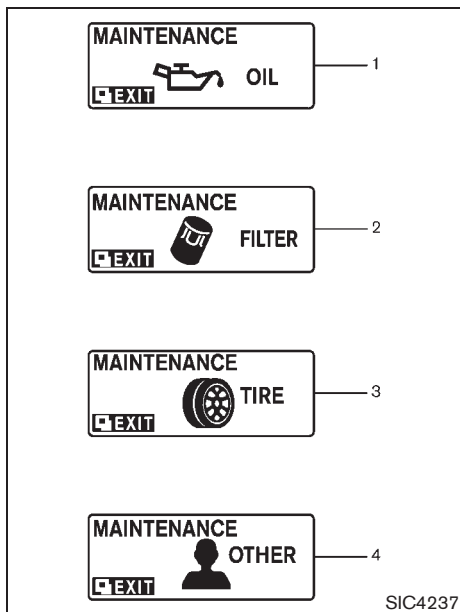 MAINTENANCE
OIL
EXIT
1
MAINTENANCE
FILTER
EXIT
2
MAINTENANCE
TIRE
EXIT
3
MAINTENANCE
OTHER
EXIT
4
SIC4237